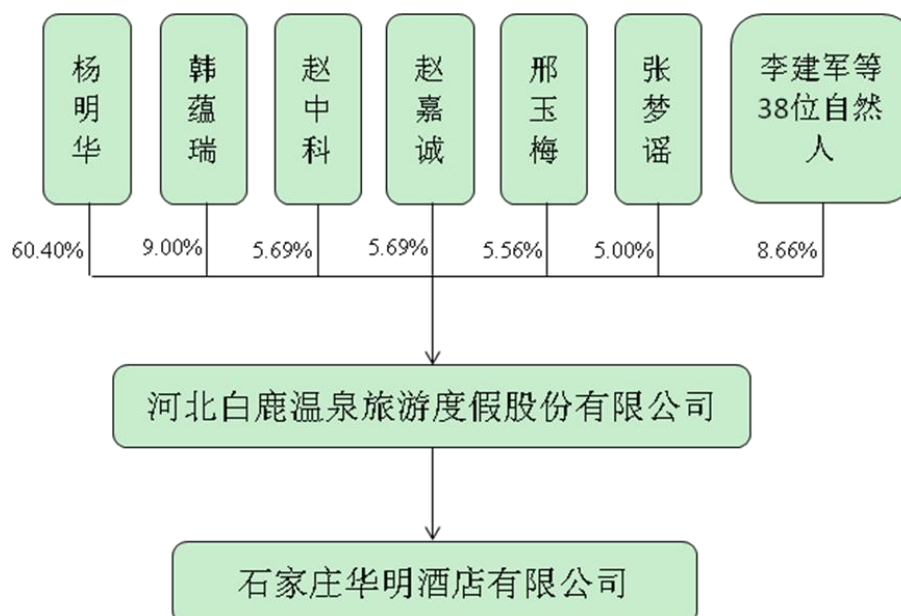 杨明华
韩蕴瑞
赵中科
赵嘉诚
邢玉梅
张梦谣
李建军等
38位自然
人
60.40%
9.00%
5.69%
5.69%
5.56%
5.00%
8.66%
河北白鹿温泉旅游度假股份有限公司
石家庄华明酒店有限公司